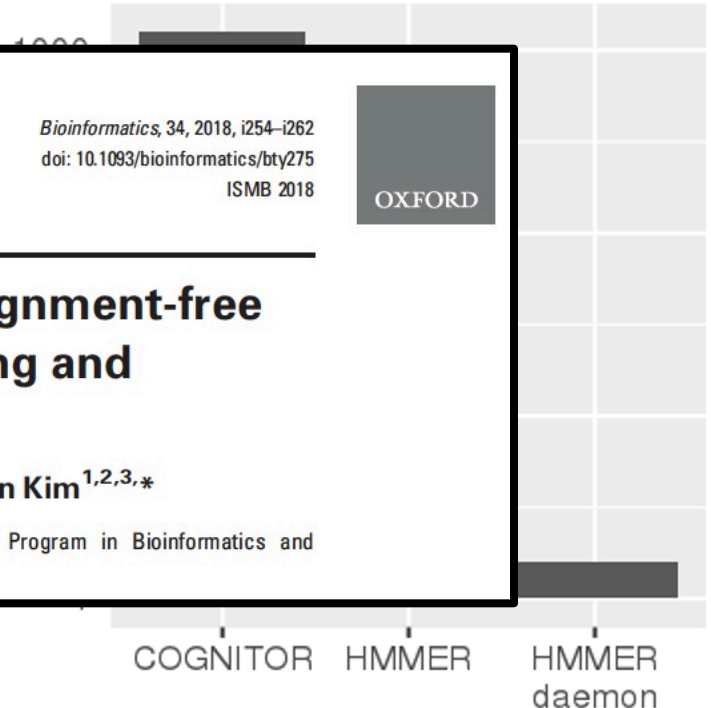 Bioinformatics, 34, 2018, i254–i262
doi: 10.1093/bioinformatics/bty275
ISMB 2018
OXFORD
gnment-free
ng and
n Kim1,2,3,*
Program in Bioinformatics and
COGNITOR HMMER HMMER
daemon